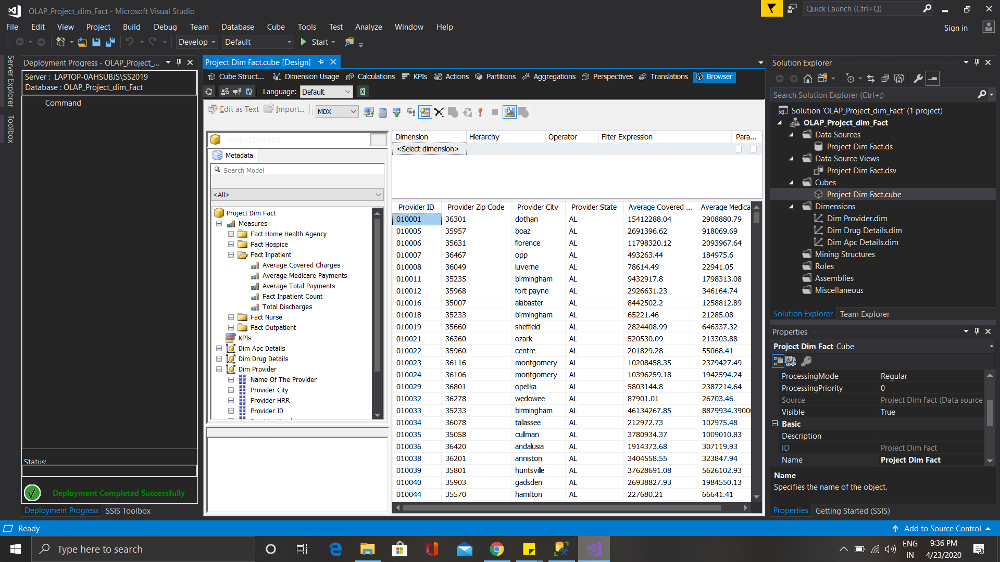 OLAP_Project_dim_Fact - Microsoft Visual Studio
Quick Launch (Ctrl+Q)
File Edit View Project Build Debug Team Database Cube Tools Test Analyze Window Help
Sign in
Develop Default Start
Server Explorer
Toolbox
Deployment Progress - OLAP_Project_...
Server : LAPTOP-0AHSUBJS\SS2019
Database : OLAP_Project_dim_Fact
Command
Status:
Deployment Completed Successfully
Deployment Progress SSIS Toolbox
Project Dim Fact.cube [Design]
Cube Struct... Dimension Usage Calculations KPIs Actions Partitions Aggregations Perspectives Translations Browser
Language: Default
Edit as Text Import... MDX
Project Dim Fact
Metadata
Search Model
<All>
Project Dim Fact
Measures
Fact Home Health Agency
Fact Hospice
Fact Inpatient
Average Covered Charges
Average Medicare Payments
Average Total Payments
Fact Inpatient Count
Total Discharges
Fact Nurse
Fact Outpatient
KPIs
Dim Apc Details
Dim Drug Details
Dim Provider
Name Of The Provider
Provider City
Provider HRR
Provider ID
Dimension Hierarchy Operator Filter Expression Para...
<Select dimension>
Provider ID Provider Zip Code Provider City Provider State Average Covered ... Average Medica
010001 36301 dothan AL 15412288.04 2908880.79
010005 35957 boaz AL 2691396.62 918069.69
010006 35631 florence AL 11798320.12 2093967.64
010007 36467 opp AL 493263.44 184975.6
010008 36049 luverne AL 78614.49 22941.05
010011 35235 birmingham AL 9432917.8 1798313.08
010012 35968 fort payne AL 2926631.23 346164.74
010016 35007 alabaster AL 8442502.2 1258812.89
010018 35233 birmingham AL 65221.46 21285.08
010019 35660 sheffield AL 2824408.99 646337.32
010021 36360 ozark AL 520530.09 213303.88
010022 35960 centre AL 201829.28 55068.41
010023 36116 montgomery AL 10208458.35 2379427.49
010024 36106 montgomery AL 10396259.18 1942594.24
010029 36801 opelika AL 5803144.8 2387214.64
010032 36278 wedowee AL 87901.01 26703.46
010033 35233 birmingham AL 46134267.85 8879934.3900
010034 36078 tallassee AL 212972.73 102975.48
010035 35058 cullman AL 3780934.37 1009010.83
010036 36420 andalusia AL 1914373.68 307119.93
010038 36201 anniston AL 3404558.55 323847.94
010039 35801 huntsville AL 37628691.08 5626102.93
010040 35903 gadsden AL 26938827.93 1984550.13
010044 35570 hamilton AL 227680.21 66641.41
Solution Explorer
Search Solution Explorer (Ctrl+;)
Solution 'OLAP_Project_dim_Fact' (1 project)
OLAP_Project_dim_Fact
Data Sources
Project Dim Fact.ds
Data Source Views
Project Dim Fact.dsv
Cubes
Project Dim Fact.cube
Dimensions
Dim Provider.dim
Dim Drug Details.dim
Dim Apc Details.dim
Mining Structures
Roles
Assemblies
Miscellaneous
Solution Explorer Team Explorer
Properties
Project Dim Fact Cube
ProcessingMode Regular
ProcessingPriority 0
Source Project Dim Fact (Data source
Visible True
Basic
Description
ID Project Dim Fact
Name Project Dim Fact
Name
Specifies the name of the object.
Properties Getting Started (SSIS)
Ready
Add to Source Control
Type here to search
ENG
IN
9:36 PM
4/23/2020